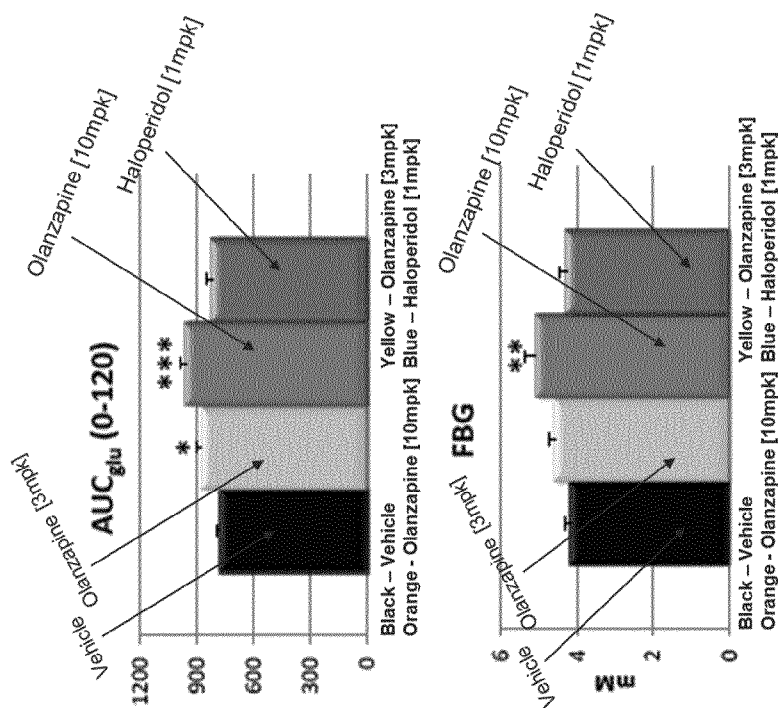 AUCglu (0-120)
Vehicle
Olanzapine [3mpk]
Olanzapine [10mpk]
Haloperidol [1mpk]
1200
900
600
300
0
*
***
Black – Vehicle
Yellow – Olanzapine [3mpk]
Orange - Olanzapine [10mpk]
Blue – Haloperidol [1mpk]
FBG
Vehicle
Olanzapine [3mpk]
Olanzapine [10mpk]
Haloperidol [1mpk]
mM
6
4
2
0
**
Black – Vehicle
Yellow – Olanzapine [3mpk]
Orange - Olanzapine [10mpk]
Blue – Haloperidol [1mpk]